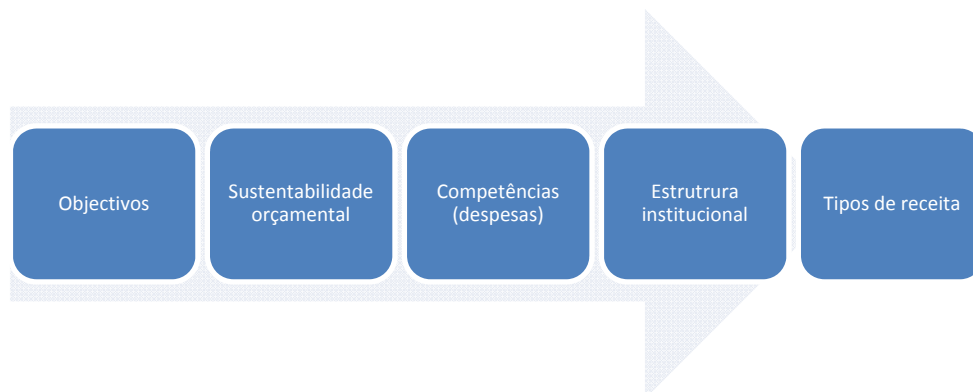 Objectivos
Sustentabilidade
orçamental
Competências
(despesas)
Estrutrura
institucional
Tipos de receita